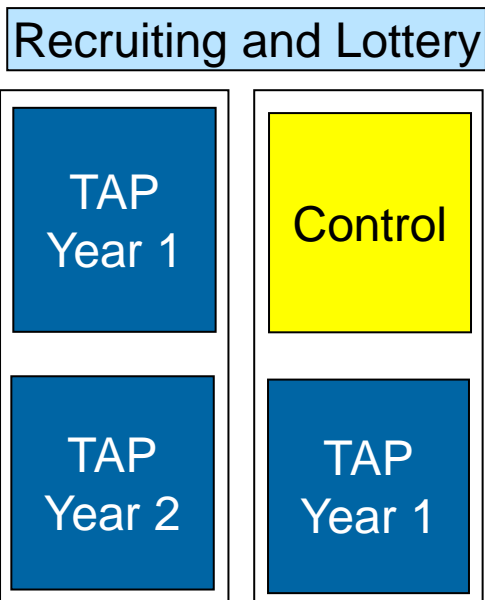 Recruiting and Lottery
TAP
Year 1
Control
TAP
Year 2
TAP
Year 1